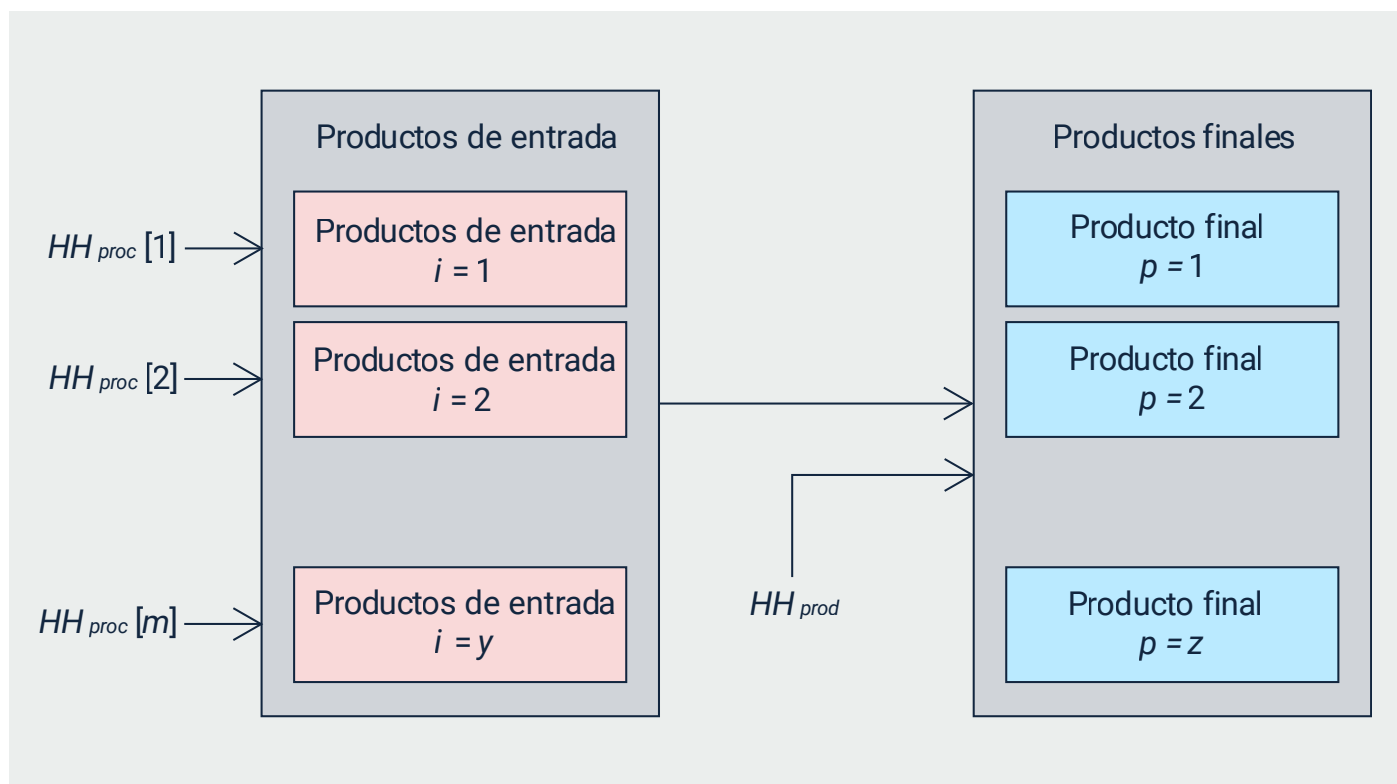 Productos de entrada
HH proc [1]
Productos de entrada
i = 1
HH proc [2]
Productos de entrada
i = 2
HH proc [m]
Productos de entrada
i = y
HH prod
Productos finales
Producto final
p = 1
Producto final
p = 2
Producto final
p = z